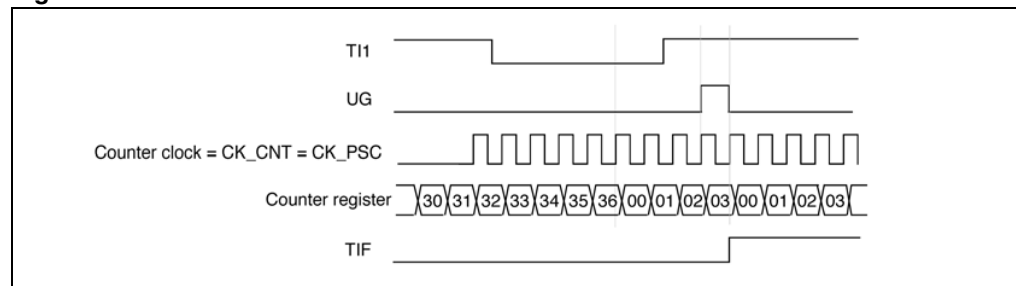 TI1
UG
Counter clock = CK_CNT = CK_PSC
Counter register 30 31 32 33 34 35 36 00 01 02 03 00 01 02 03
TIF